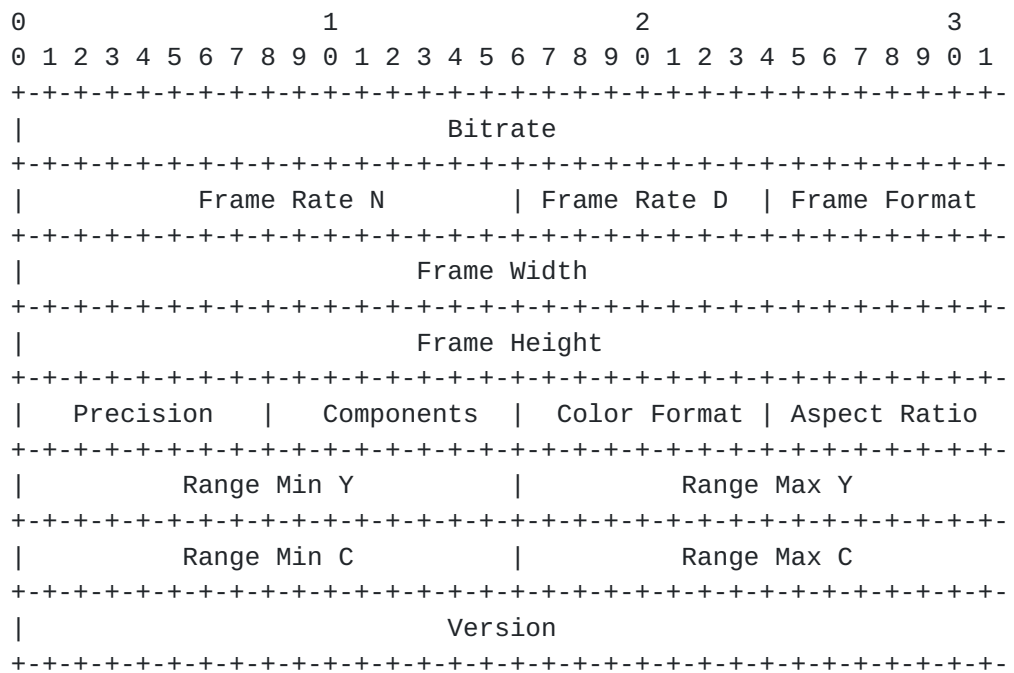 0                   1                   2                   3
0 1 2 3 4 5 6 7 8 9 0 1 2 3 4 5 6 7 8 9 0 1 2 3 4 5 6 7 8 9 0 1
+-+-+-+-+-+-+-+-+-+-+-+-+-+-+-+-+-+-+-+-+-+-+-+-+-+-+-+-+-+-+-+-
|                           Bitrate
+-+-+-+-+-+-+-+-+-+-+-+-+-+-+-+-+-+-+-+-+-+-+-+-+-+-+-+-+-+-+-+-
|           Frame Rate N        | Frame Rate D  | Frame Format
+-+-+-+-+-+-+-+-+-+-+-+-+-+-+-+-+-+-+-+-+-+-+-+-+-+-+-+-+-+-+-+-
|                         Frame Width
+-+-+-+-+-+-+-+-+-+-+-+-+-+-+-+-+-+-+-+-+-+-+-+-+-+-+-+-+-+-+-+-
|                         Frame Height
+-+-+-+-+-+-+-+-+-+-+-+-+-+-+-+-+-+-+-+-+-+-+-+-+-+-+-+-+-+-+-+-
|   Precision   |   Components  |  Color Format | Aspect Ratio
+-+-+-+-+-+-+-+-+-+-+-+-+-+-+-+-+-+-+-+-+-+-+-+-+-+-+-+-+-+-+-+-
|          Range Min Y          |          Range Max Y
+-+-+-+-+-+-+-+-+-+-+-+-+-+-+-+-+-+-+-+-+-+-+-+-+-+-+-+-+-+-+-+-
|          Range Min C          |          Range Max C
+-+-+-+-+-+-+-+-+-+-+-+-+-+-+-+-+-+-+-+-+-+-+-+-+-+-+-+-+-+-+-+-
|                           Version
+-+-+-+-+-+-+-+-+-+-+-+-+-+-+-+-+-+-+-+-+-+-+-+-+-+-+-+-+-+-+-+-